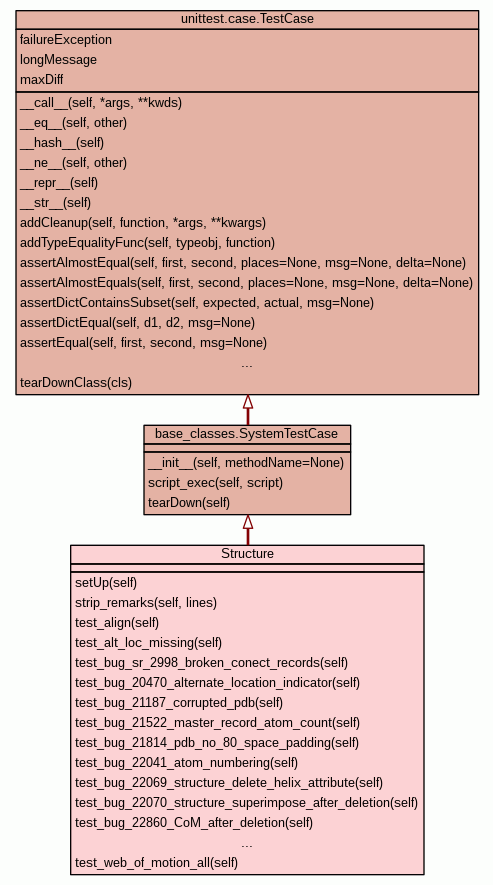 unittest.case.TestCase
failureException
longMessage
maxDiff
__call__(self, *args, **kwds)
__eq__(self, other)
__hash__(self)
__ne__(self, other)
__repr__(self)
__str__(self)
addCleanup(self, function, *args, **kwargs)
addTypeEqualityFunc(self, typeobj, function)
assertAlmostEqual(self, first, second, places=None, msg=None, delta=None)
assertAlmostEquals(self, first, second, places=None, msg=None, delta=None)
assertDictContainsSubset(self, expected, actual, msg=None)
assertDictEqual(self, d1, d2, msg=None)
assertEqual(self, first, second, msg=None)
...
tearDownClass(cls)
base_classes.SystemTestCase
__init__(self, methodName=None)
script_exec(self, script)
tearDown(self)
Structure
setUp(self)
strip_remarks(self, lines)
test_align(self)
test_alt_loc_missing(self)
test_bug_sr_2998_broken_conect_records(self)
test_bug_20470_alternate_location_indicator(self)
test_bug_21187_corrupted_pdb(self)
test_bug_21522_master_record_atom_count(self)
test_bug_21814_pdb_no_80_space_padding(self)
test_bug_22041_atom_numbering(self)
test_bug_22069_structure_delete_helix_attribute(self)
test_bug_22070_structure_superimpose_after_deletion(self)
test_bug_22860_CoM_after_deletion(self)
...
test_web_of_motion_all(self)